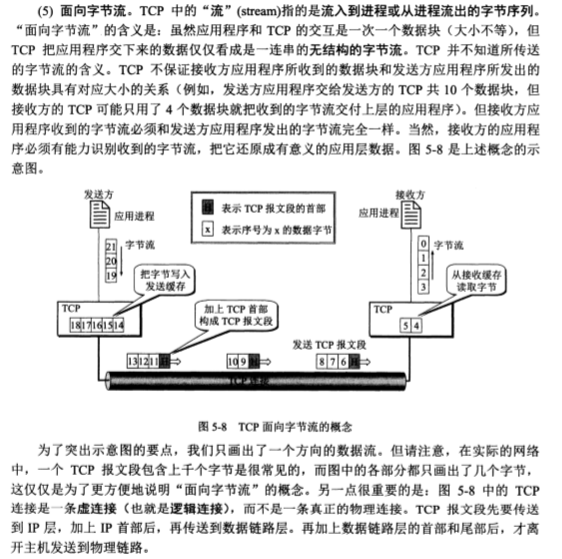 (5) 面向字节流。TCP 中的“流”(stream)指的是流入到进程或从进程流出的字节序列。
“面向字节流”的含义是：虽然应用程序和 TCP 的交互是一次一个数据块（大小不等），但
TCP 把应用程序交下来的数据仅仅看成是一连串的无结构的字节流。TCP 并不知道所传送
的字节流的含义。TCP 不保证接收方应用程序所收到的数据块和发送方应用程序所发出的
数据块具有对应大小的关系（例如，发送方应用程序交给发送方的 TCP 共 10 个数据块，但
接收方的 TCP 可能只用了 4 个数据块就把收到的字节流交付上层的应用程序）。但接收方应
用程序收到的字节流必须和发送方应用程序发出的字节流完全一样。当然，接收方的应用程
序必须有能力识别收到的字节流，把它还原成有意义的应用层数据。图 5-8 是上述概念的示
意图。
发送方
接收方
应用进程
H 表示 TCP 报文段的首部
x 表示序号为 x 的数据字节
应用进程
21
20
19
字节流
0
1
2
3
字节流
把字节写入
发送缓存
从接收缓存
读取字节
TCP
18 17 16 15 14
加上 TCP 首部
构成 TCP 报文段
TCP
5 4
发送 TCP 报文段
13 12 11 H
10 9 H
8 7 6 H
TCP 连接
图 5-8 TCP 面向字节流的概念
为了突出示意图的要点，我们只画出了一个方向的数据流。但请注意，在实际的网络
中，一个 TCP 报文段包含上千个字节是很常见的，而图中的各部分都只画出了几个字节，
这仅仅是为了更方便地说明“面向字节流”的概念。另一点很重要的是：图 5-8 中的 TCP
连接是一条虚连接（也就是逻辑连接），而不是一条真正的物理连接。TCP 报文段先要传送
到 IP 层，加上 IP 首部后，再传送到数据链路层。再加上数据链路层的首部和尾部后，才离
开主机发送到物理链路。